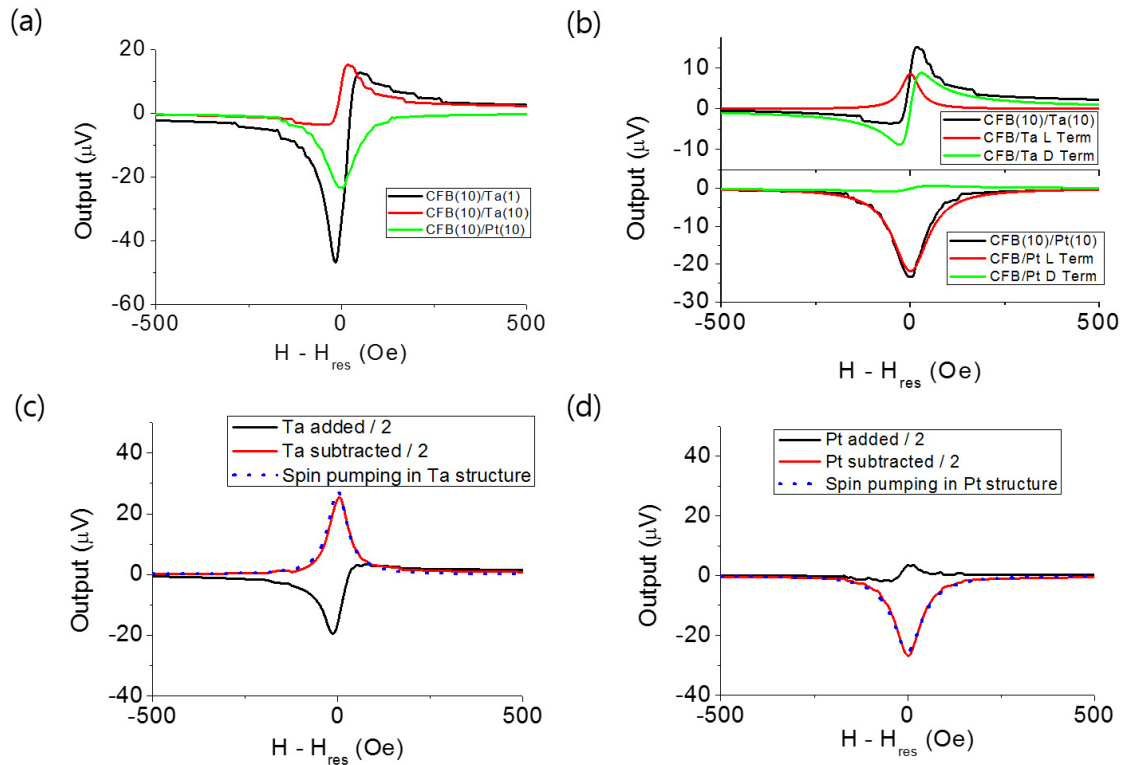 (a)
20
0
-20
-40
-60
Output (μV)
CFB(10)/Ta(1)
CFB(10)/Ta(10)
CFB(10)/Pt(10)
-500
0
500
H - Hres (Oe)
(b)
10
0
-10
CFB(10)/Ta(10)
CFB/Ta L Term
CFB/Ta D Term
Output (μV)
0
-10
-20
-30
CFB(10)/Pt(10)
CFB/Pt L Term
CFB/Pt D Term
-500
0
500
H - Hres (Oe)
(c)
Ta added / 2
Ta subtracted / 2
Spin pumping in Ta structure
40
20
0
-20
-40
Output (μV)
-500
0
500
H - Hres (Oe)
(d)
Pt added / 2
Pt subtracted / 2
Spin pumping in Pt structure
40
20
0
-20
-40
Output (μV)
-500
0
500
H - Hres (Oe)